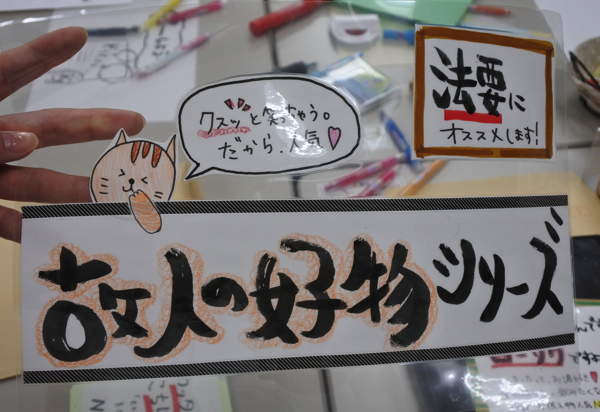 クスッと笑っちゃう。
だから、人気♡
法要に
オススメします!
故人の好物シリーズ